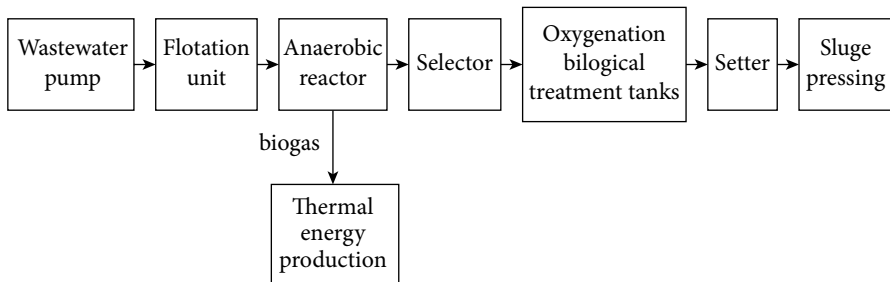 Wastewater
pump
Flotation
unit
Anaerobic
reactor
Selector
Oxygenation
bilogical
treatment tanks
Setter
Sluge
pressing
biogas
Thermal
energy
production